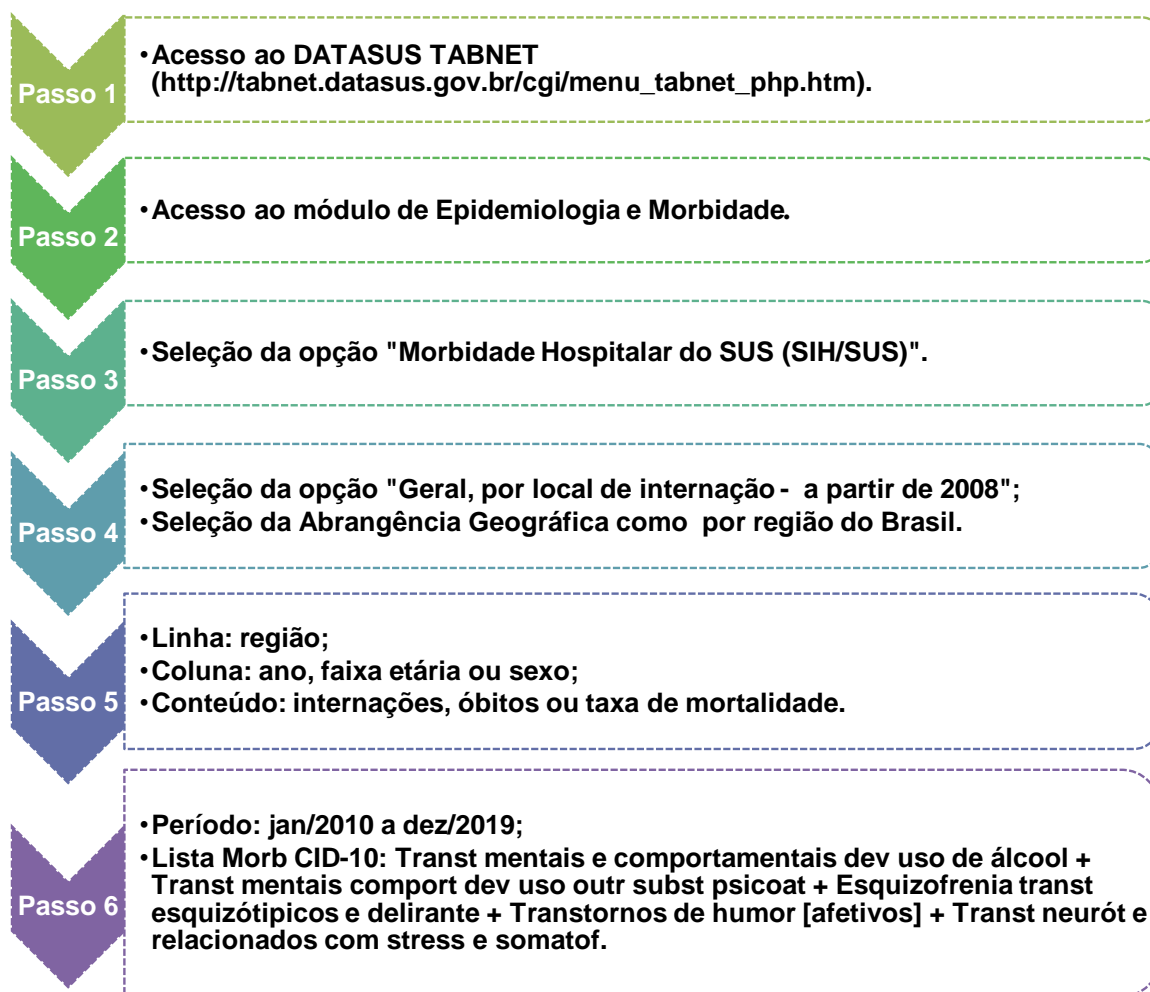 Passo 1
•Acesso ao DATASUS TABNET
(http://tabnet.datasus.gov.br/cgi/menu_tabnet_php.htm).
Passo 2
•Acesso ao módulo de Epidemiologia e Morbidade.
Passo 3
•Seleção da opção "Morbidade Hospitalar do SUS (SIH/SUS)".
Passo 4
•Seleção da opção "Geral, por local de internação - a partir de 2008";
•Seleção da Abrangência Geográfica como por região do Brasil.
Passo 5
•Linha: região;
•Coluna: ano, faixa etária ou sexo;
•Conteúdo: internações, óbitos ou taxa de mortalidade.
Passo 6
•Período: jan/2010 a dez/2019;
•Lista Morb CID-10: Transt mentais e comportamentais dev uso de álcool +
Transt mentais comport dev uso outr subst psicoat + Esquizofrenia transt
esquizótipicos e delirante + Transtornos de humor [afetivos] + Transt neurót e
relacionados com stress e somatof.